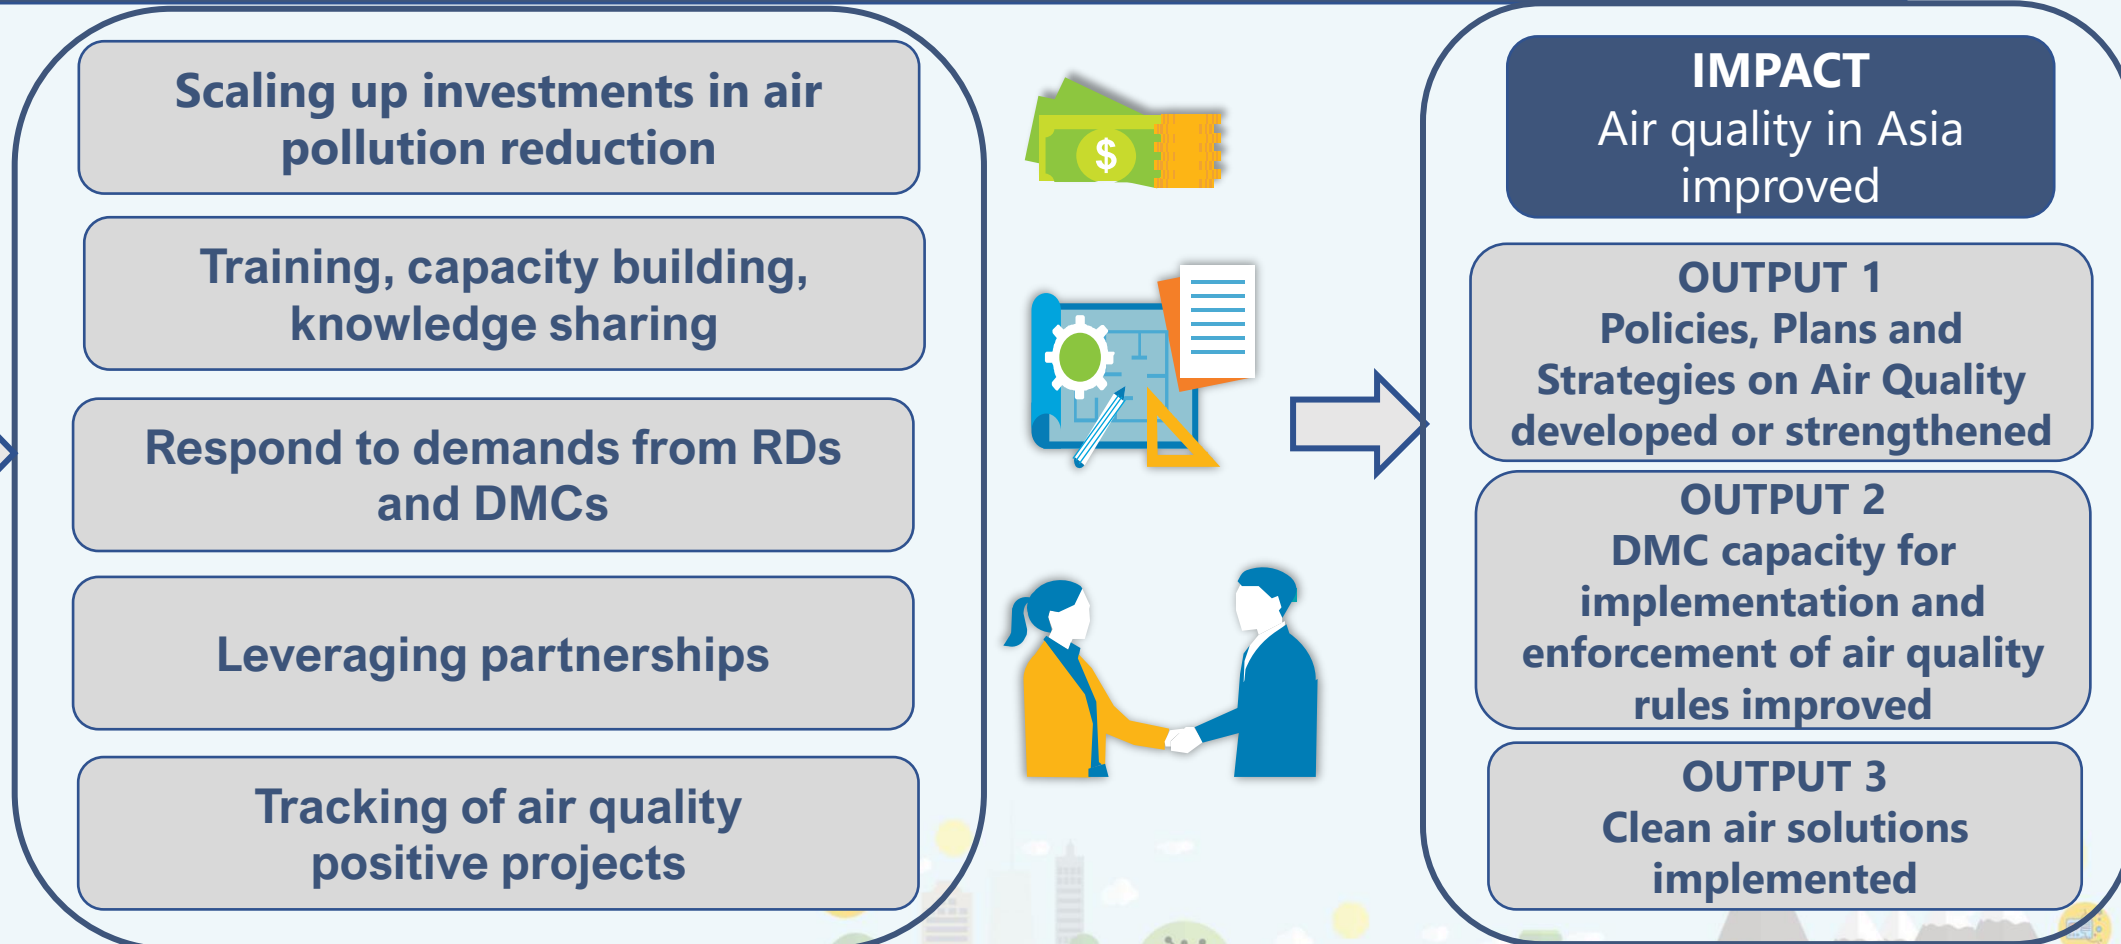 Scaling up investments in air
pollution reduction
Training, capacity building,
knowledge sharing
Respond to demands from RDs
and DMCs
Leveraging partnerships
Tracking of air quality
positive projects
$
IMPACT
Air quality in Asia
improved
OUTPUT 1
Policies, Plans and
Strategies on Air Quality
developed or strengthened
OUTPUT 2
DMC capacity for
implementation and
enforcement of air quality
rules improved
OUTPUT 3
Clean air solutions
implemented